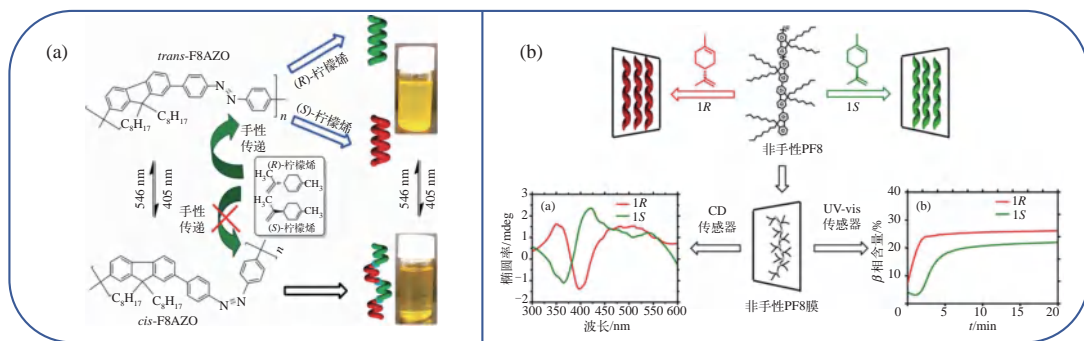 (a)
trans-F8AZO
N
N
n
C8H17
C8H17
(R)-柠檬烯
(S)-柠檬烯
手性
传递
546 nm
405 nm
(R)-柠檬烯
H3C
CH3
H3C
CH3
(S)-柠檬烯
手性
传递
546 nm
405 nm
n
N=N
C8H17
C8H17
cis-F8AZO
(b)
1R
1S
非手性PF8
(a)
1R
1S
椭圆率/mdeg
3
2
1
0
−1
−2
300
360
420
450
540
600
波长/nm
CD
传感器
UV-vis
传感器
非手性PF8膜
(b)
1R
1S
β相含量/%
40
30
20
10
0
0
5
10
15
20
t/min